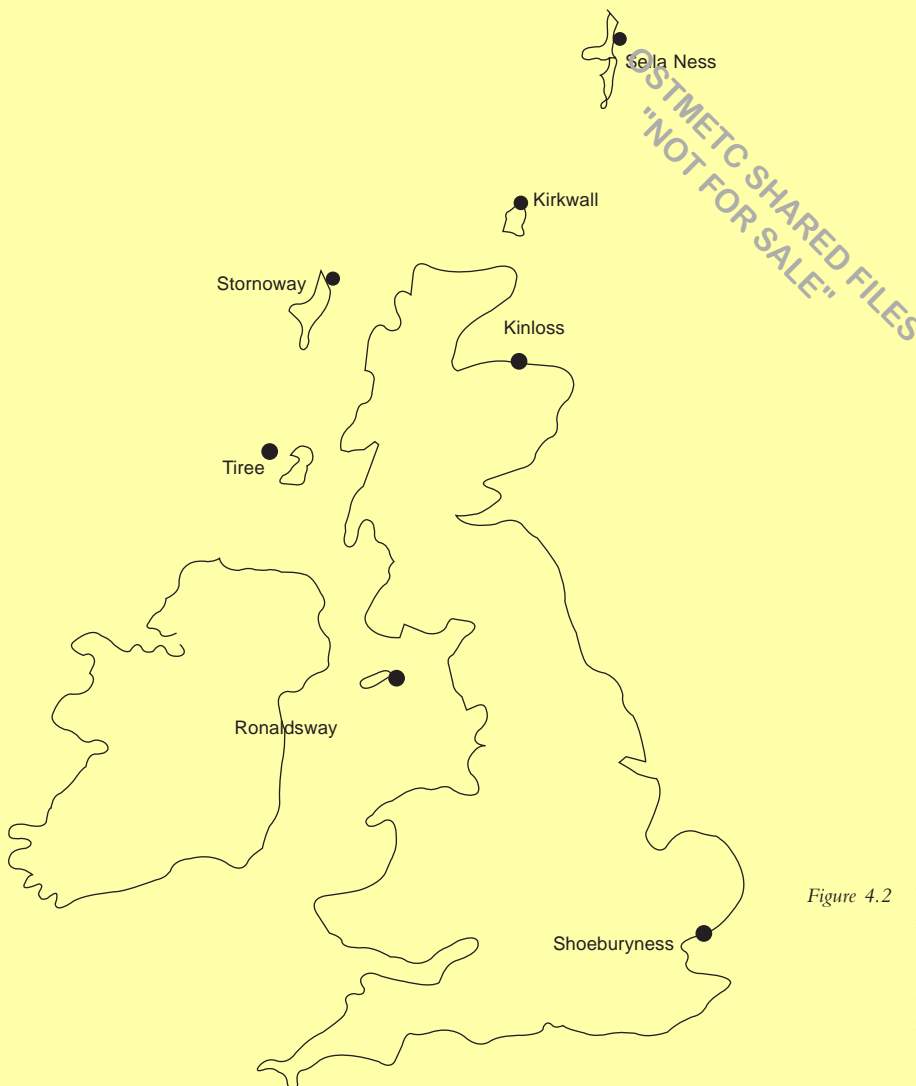 Sella Ness
OSTMETC SHARED FILES
"NOT FOR SALE"
Kirkwall
Stornoway
Kinloss
Tiree
Ronaldsway
Figure 4.2
Shoeburyness